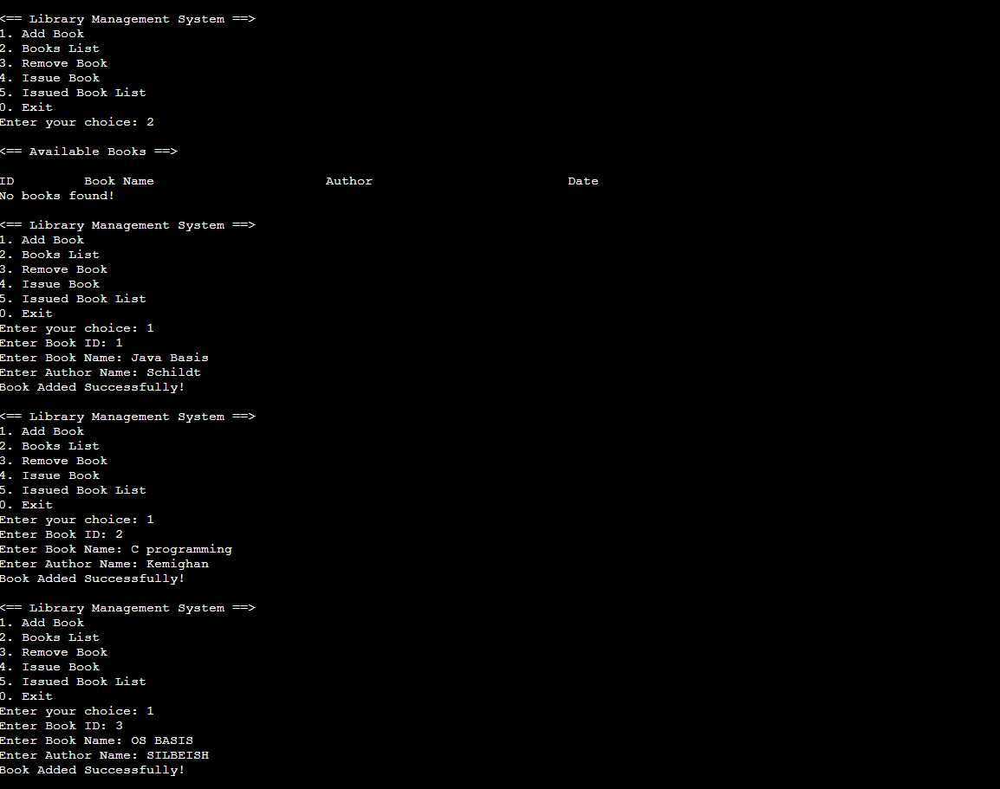 <== Library Management System ==>
1. Add Book
2. Books List
3. Remove Book
4. Issue Book
5. Issued Book List
0. Exit
Enter your choice: 2
<== Available Books ==>
ID Book Name Author Date
No books found!
<== Library Management System ==>
1. Add Book
2. Books List
3. Remove Book
4. Issue Book
5. Issued Book List
0. Exit
Enter your choice: 1
Enter Book ID: 1
Enter Book Name: Java Basis
Enter Author Name: Schildt
Book Added Successfully!
<== Library Management System ==>
1. Add Book
2. Books List
3. Remove Book
4. Issue Book
5. Issued Book List
0. Exit
Enter your choice: 1
Enter Book ID: 2
Enter Book Name: C programming
Enter Author Name: Kemighan
Book Added Successfully!
<== Library Management System ==>
1. Add Book
2. Books List
3. Remove Book
4. Issue Book
5. Issued Book List
0. Exit
Enter your choice: 1
Enter Book ID: 3
Enter Book Name: OS BASIS
Enter Author Name: SILBEISH
Book Added Successfully!